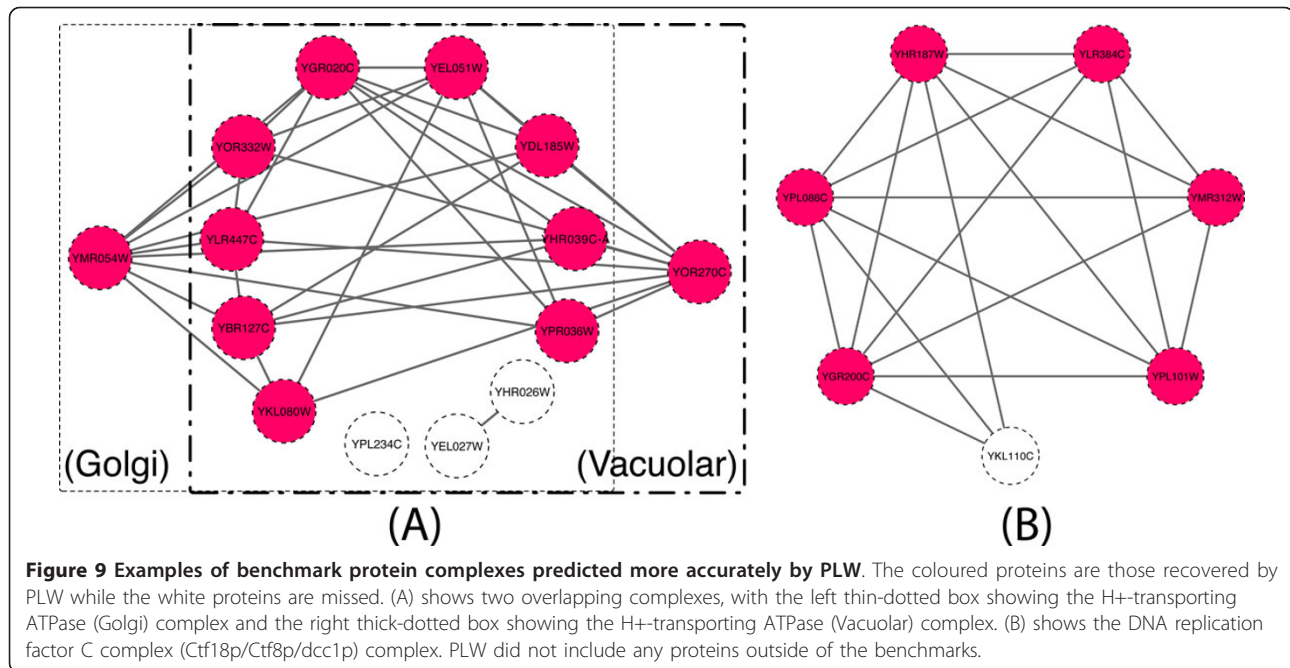 YGR020C YEL051W
YOR332W YDL185W
YLR447C YHR039C-A
YMR054W YOR270C
YBR127C YPR036W
YKL080W YHR026W
YPL234C YEL027W
(Golgi) (Vacuolar)
(A)
YHR187W YLR384C
YPL086C YMR312W
YGR200C YPL101W
YKL110C
(B)
Figure 9 Examples of benchmark protein complexes predicted more accurately by PLW. The coloured proteins are those recovered by
PLW while the white proteins are missed. (A) shows two overlapping complexes, with the left thin-dotted box showing the H+-transporting
ATPase (Golgi) complex and the right thick-dotted box showing the H+-transporting ATPase (Vacuolar) complex. (B) shows the DNA replication
factor C complex (Ctf18p/Ctf8p/dcc1p) complex. PLW did not include any proteins outside of the benchmarks.